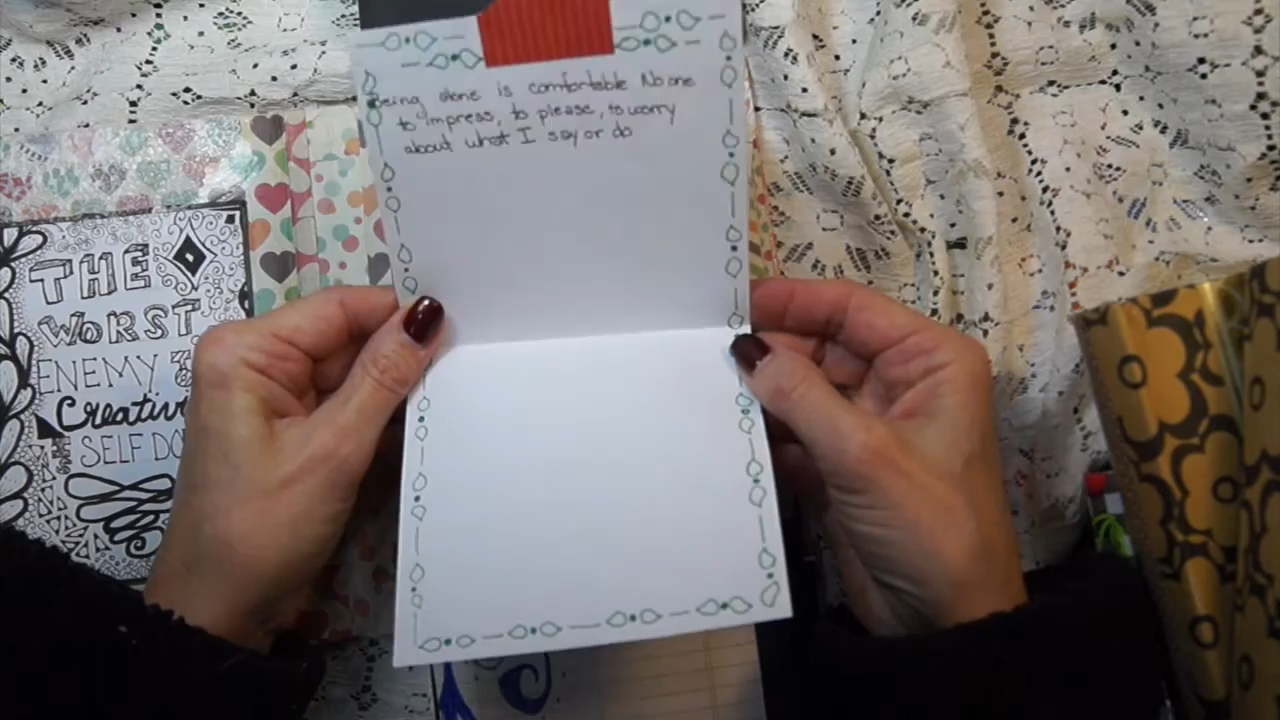 Being alone is comfortable No one
to impress, to please, to worry
about what I say or do
THE
WORST
ENEMY
Creativ
SELF DO